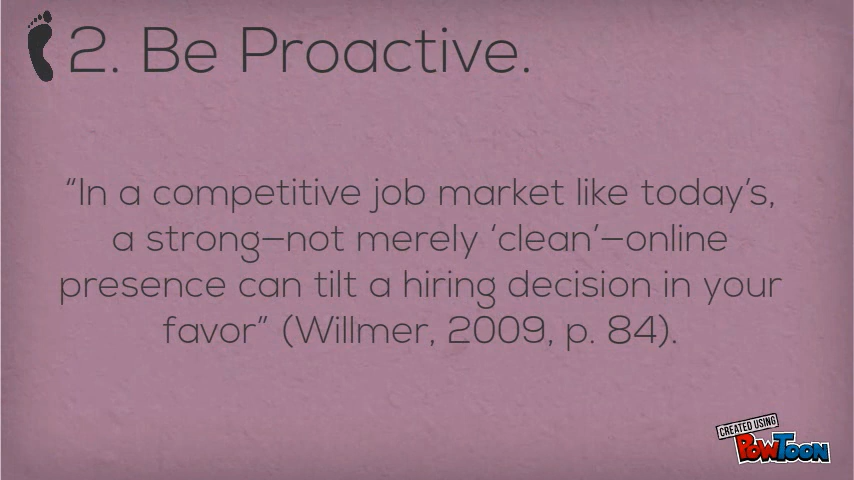 2. Be Proactive.
“In a competitive job market like today’s,
a strong—not merely ‘clean’—online
presence can tilt a hiring decision in your
favor” (Willmer, 2009, p. 84).
CREATED USING
POWTOON